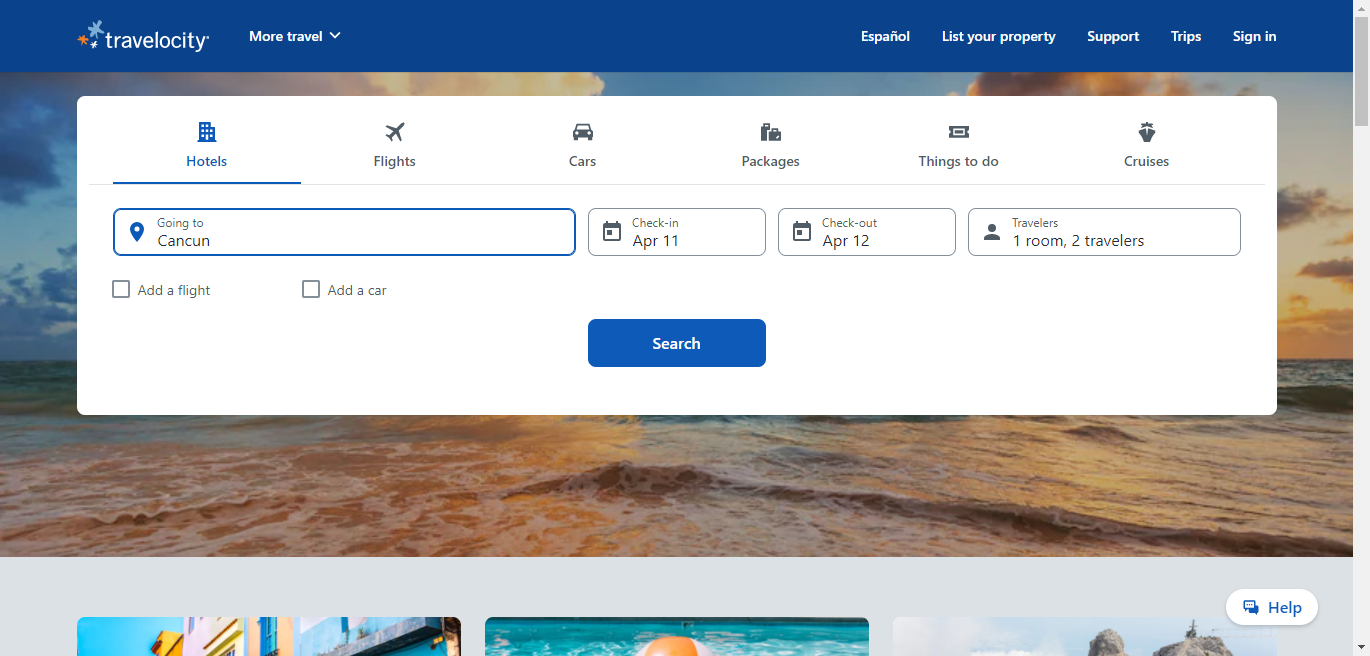 travelocity
More travel
Español
List your property
Support
Trips
Sign in
Hotels
Flights
Cars
Packages
Things to do
Cruises
Going to
Cancun
Check-in
Apr 11
Check-out
Apr 12
Travelers
1 room, 2 travelers
Add a flight
Add a car
Search
Help